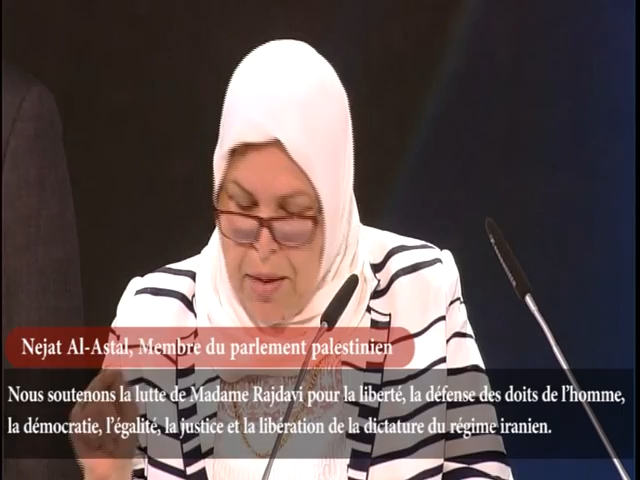 Nejat Al-Astal, Membre du parlement palestinien
Nous soutenons la lutte de Madame Rajdavi pour la liberté, la défense des doits de l'homme,
la démocratie, l'égalité, la justice et la libération de la dictature du régime iranien.